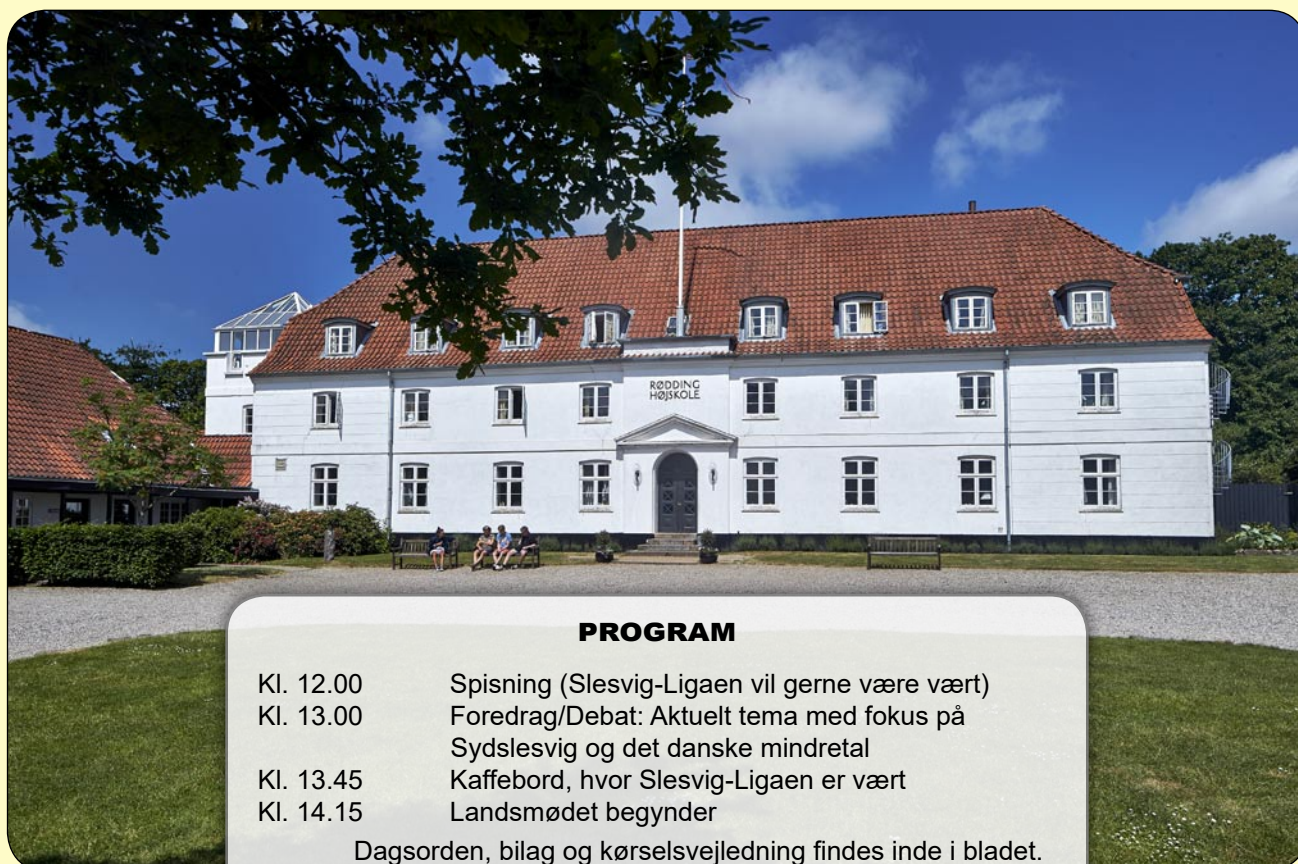 RØDDING
HØJSKOLE
PROGRAM
Kl. 12.00 Spisning (Slesvig-Ligaen vil gerne være vært)
Kl. 13.00 Foredrag/Debat: Aktuelt tema med fokus på
Sydslesvig og det danske mindretal
Kl. 13.45 Kaffebord, hvor Slesvig-Ligaen er vært
Kl. 14.15 Landsmødet begynder
Dagsorden, bilag og kørselsvejledning findes inde i bladet.